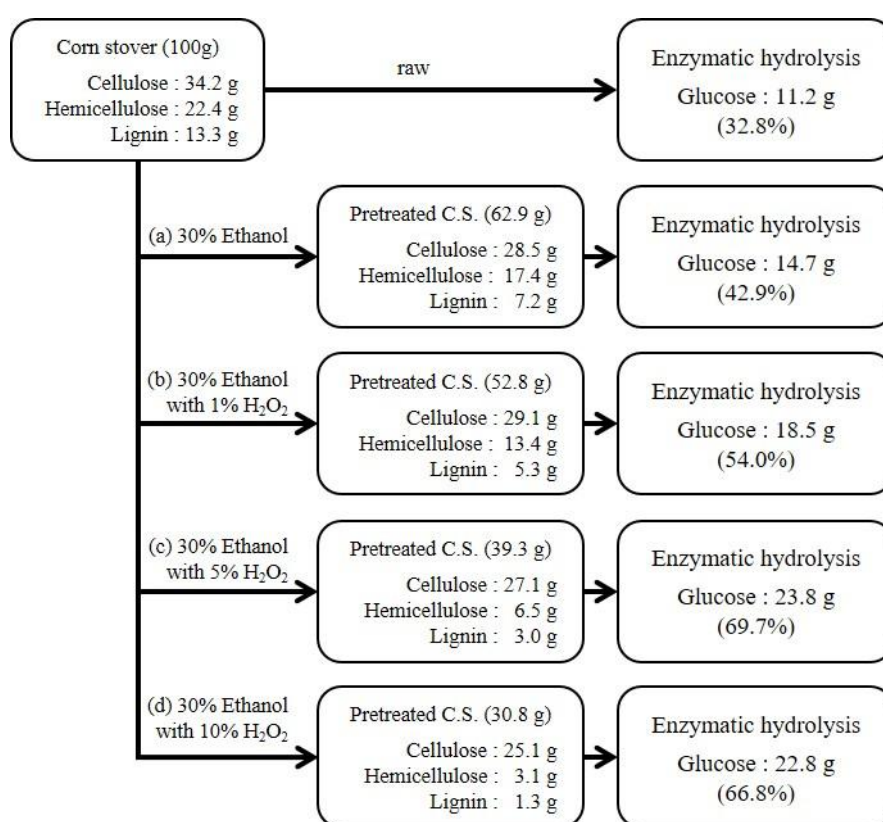 Corn stover (100g)
Cellulose : 34.2 g
Hemicellulose : 22.4 g
Lignin : 13.3 g
raw
Enzymatic hydrolysis
Glucose : 11.2 g
(32.8%)
(a) 30% Ethanol
Pretreated C.S. (62.9 g)
Cellulose : 28.5 g
Hemicellulose : 17.4 g
Lignin : 7.2 g
Enzymatic hydrolysis
Glucose : 14.7 g
(42.9%)
(b) 30% Ethanol
with 1% H₂O₂
Pretreated C.S. (52.8 g)
Cellulose : 29.1 g
Hemicellulose : 13.4 g
Lignin : 5.3 g
Enzymatic hydrolysis
Glucose : 18.5 g
(54.0%)
(c) 30% Ethanol
with 5% H₂O₂
Pretreated C.S. (39.3 g)
Cellulose : 27.1 g
Hemicellulose : 6.5 g
Lignin : 3.0 g
Enzymatic hydrolysis
Glucose : 23.8 g
(69.7%)
(d) 30% Ethanol
with 10% H₂O₂
Pretreated C.S. (30.8 g)
Cellulose : 25.1 g
Hemicellulose : 3.1 g
Lignin : 1.3 g
Enzymatic hydrolysis
Glucose : 22.8 g
(66.8%)